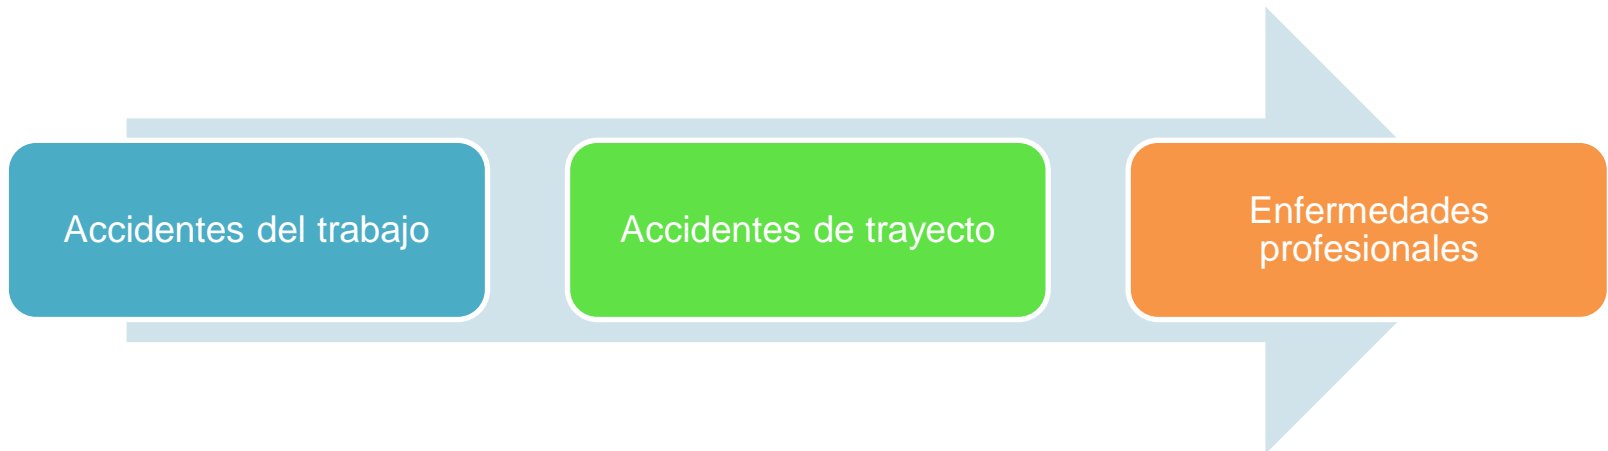 Accidentes del trabajo
Accidentes de trayecto
Enfermedades
profesionales